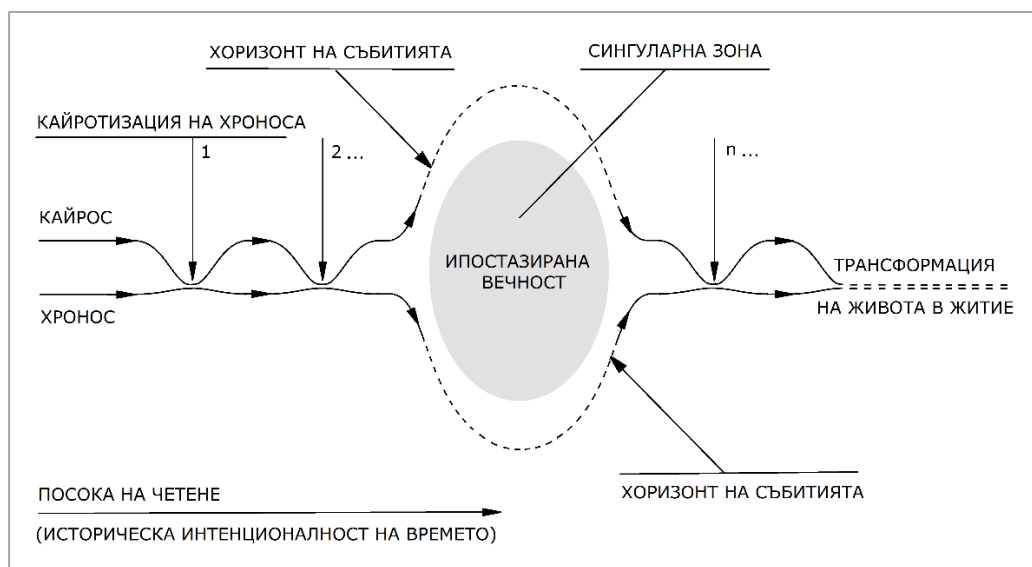 ХОРИЗОНТ НА СЪБИТИЯТА
СИНГУЛАРНА ЗОНА
КАЙРОТИЗАЦИЯ НА ХРОНОСА
1
2 ...
n ...
КАЙРОС
ХРОНОС
ИПОСТАЗИРАНА
ВЕЧНОСТ
ТРАНСФОРМАЦИЯ
НА ЖИВОТА В ЖИТИЕ
ХОРИЗОНТ НА СЪБИТИЯТА
ПОСОКА НА ЧЕТЕНЕ
(ИСТОРИЧЕСКА ИНТЕНЦИОНАЛНОСТ НА ВРЕМЕТО)